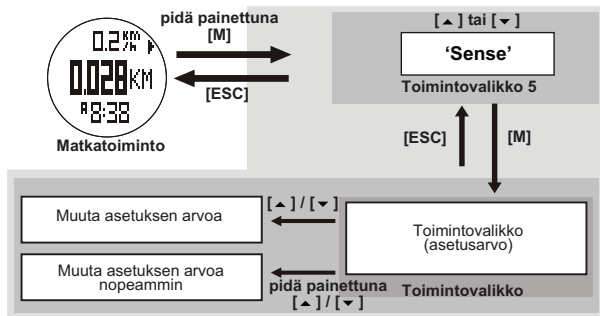 0.2 KM/h
0.028 KM
A 8:38
Matkatoiminto
pidä painettuna
[M]
[ESC]
[ ▲ ] tai [ ▼ ]
‘Sense’
Toimintovalikko 5
[ESC]
[M]
Muuta asetuksen arvoa
[ ▲ ] / [ ▼ ]
Toimintovalikko
(asetusarvo)
Muuta asetuksen arvoa
nopeammin
pidä painettuna
[ ▲ ] / [ ▼ ]
Toimintovalikko